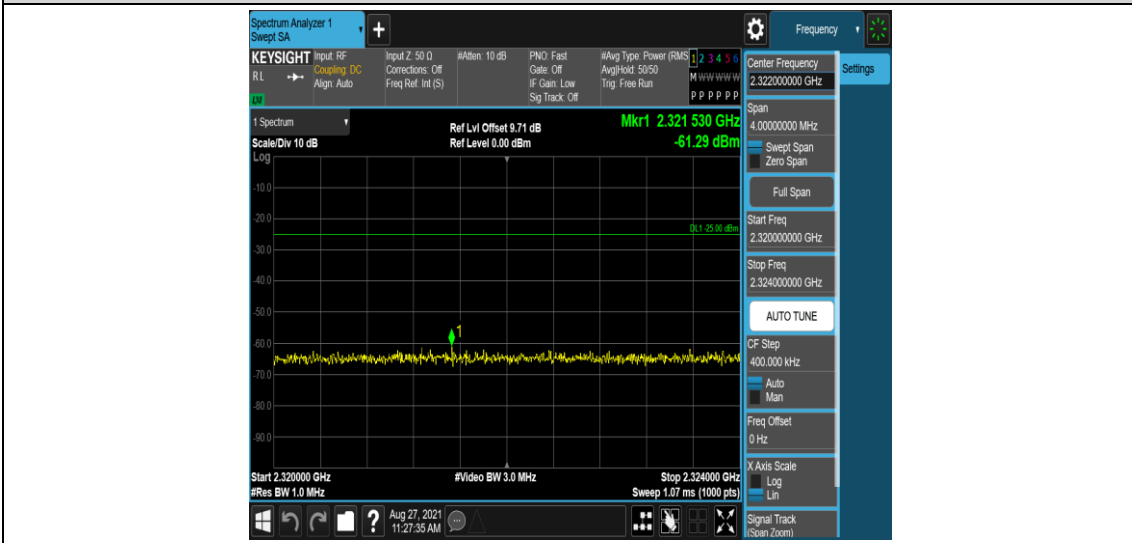 Spectrum Analyzer 1
Swept SA
+
Frequency
KEYSIGHT
RL
LXI
Input: RF
Coupling: DC
Align: Auto
Input Z: 50 Ω
Corrections: Off
Freq Ref: Int (S)
#Atten: 10 dB
PNO: Fast
Gate: Off
IF Gain: Low
Sig Track: Off
#Avg Type: Power (RMS
Avg|Hold: 50/50
Trig: Free Run
1 2 3 4 5 6
M W W W W W
P P P P P P
1 Spectrum
Scale/Div 10 dB
Log
Ref Lvl Offset 9.71 dB
Ref Level 0.00 dBm
Mkr1 2.321 530 GHz
-61.29 dBm
-10.0
-20.0
DL1 -25.00 dBm
-30.0
-40.0
-50.0
1
-60.0
-70.0
-80.0
-90.0
Start 2.320000 GHz
#Res BW 1.0 MHz
#Video BW 3.0 MHz
Stop 2.324000 GHz
Sweep 1.07 ms (1000 pts)
?
Aug 27, 2021
11:27:35 AM
Center Frequency
2.322000000 GHz
Settings
Span
4.00000000 MHz
Swept Span
Zero Span
Full Span
Start Freq
2.320000000 GHz
Stop Freq
2.324000000 GHz
AUTO TUNE
CF Step
400.000 kHz
Auto
Man
Freq Offset
0 Hz
X Axis Scale
Log
Lin
Signal Track
(Span Zoom)